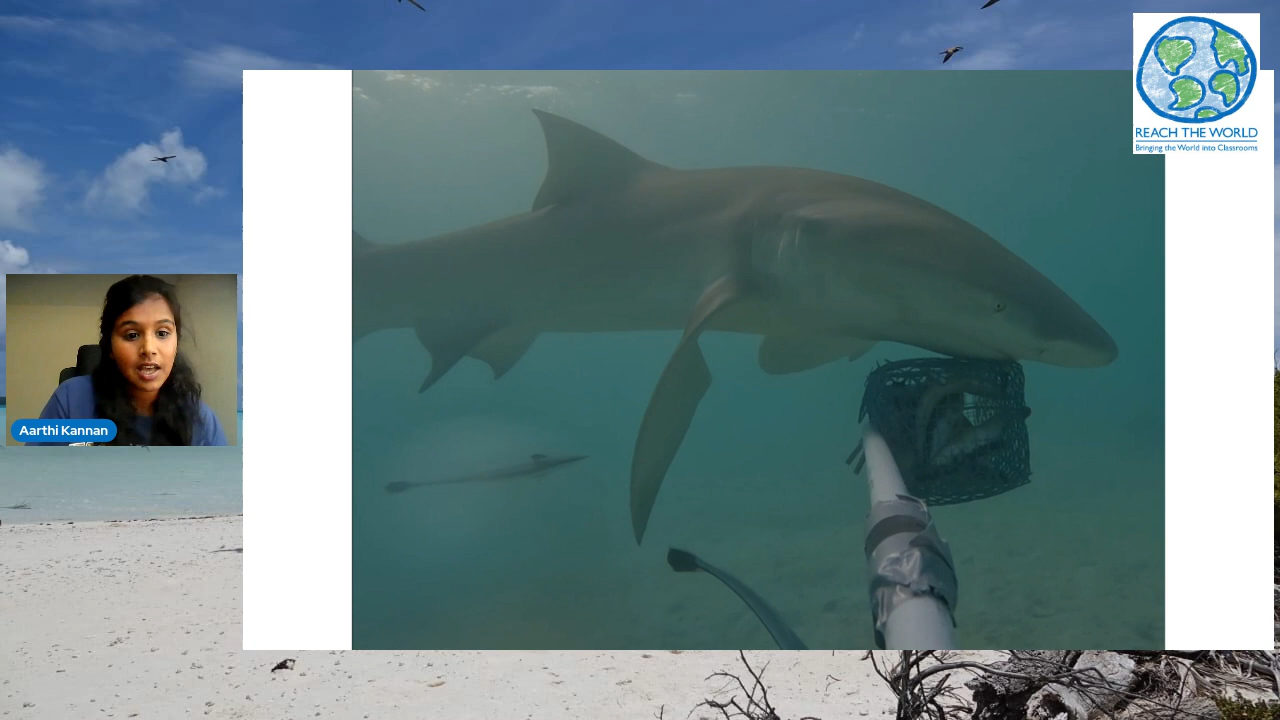 REACH THE WORLD
Bringing the World into Classrooms
Aarthi Kannan